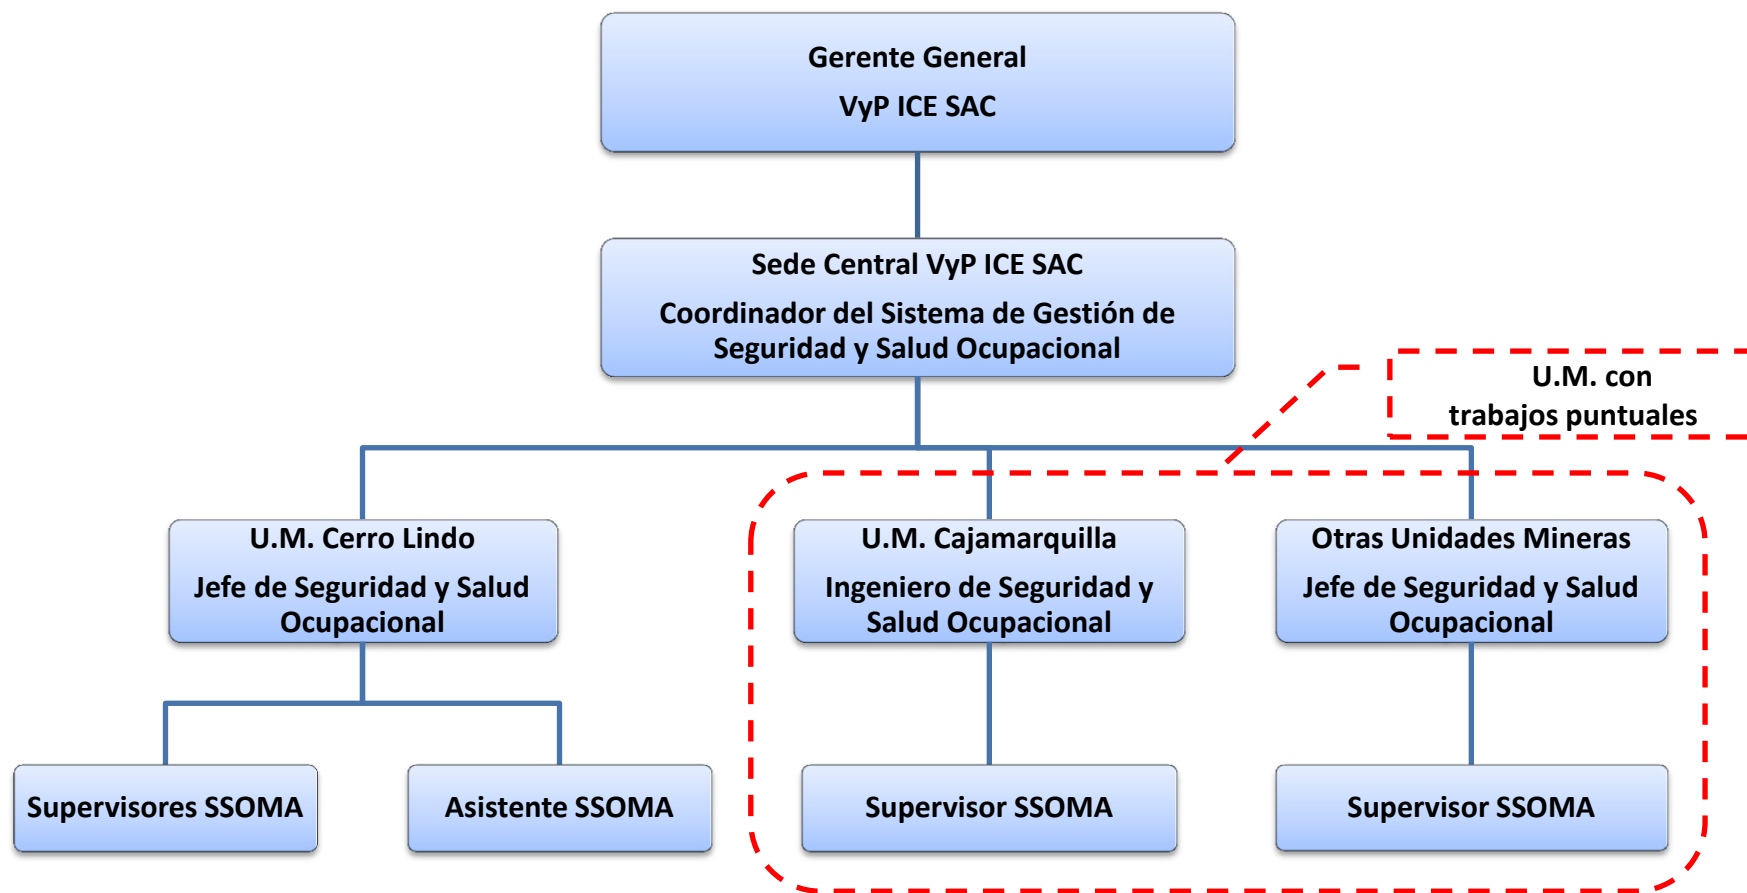 Gerente General
VyP ICE SAC
Sede Central VyP ICE SAC
Coordinador del Sistema de Gestión de
Seguridad y Salud Ocupacional
U.M. con
trabajos puntuales
U.M. Cerro Lindo
Jefe de Seguridad y Salud
Ocupacional
U.M. Cajamarquilla
Ingeniero de Seguridad y
Salud Ocupacional
Otras Unidades Mineras
Jefe de Seguridad y Salud
Ocupacional
Supervisores SSOMA
Asistente SSOMA
Supervisor SSOMA
Supervisor SSOMA